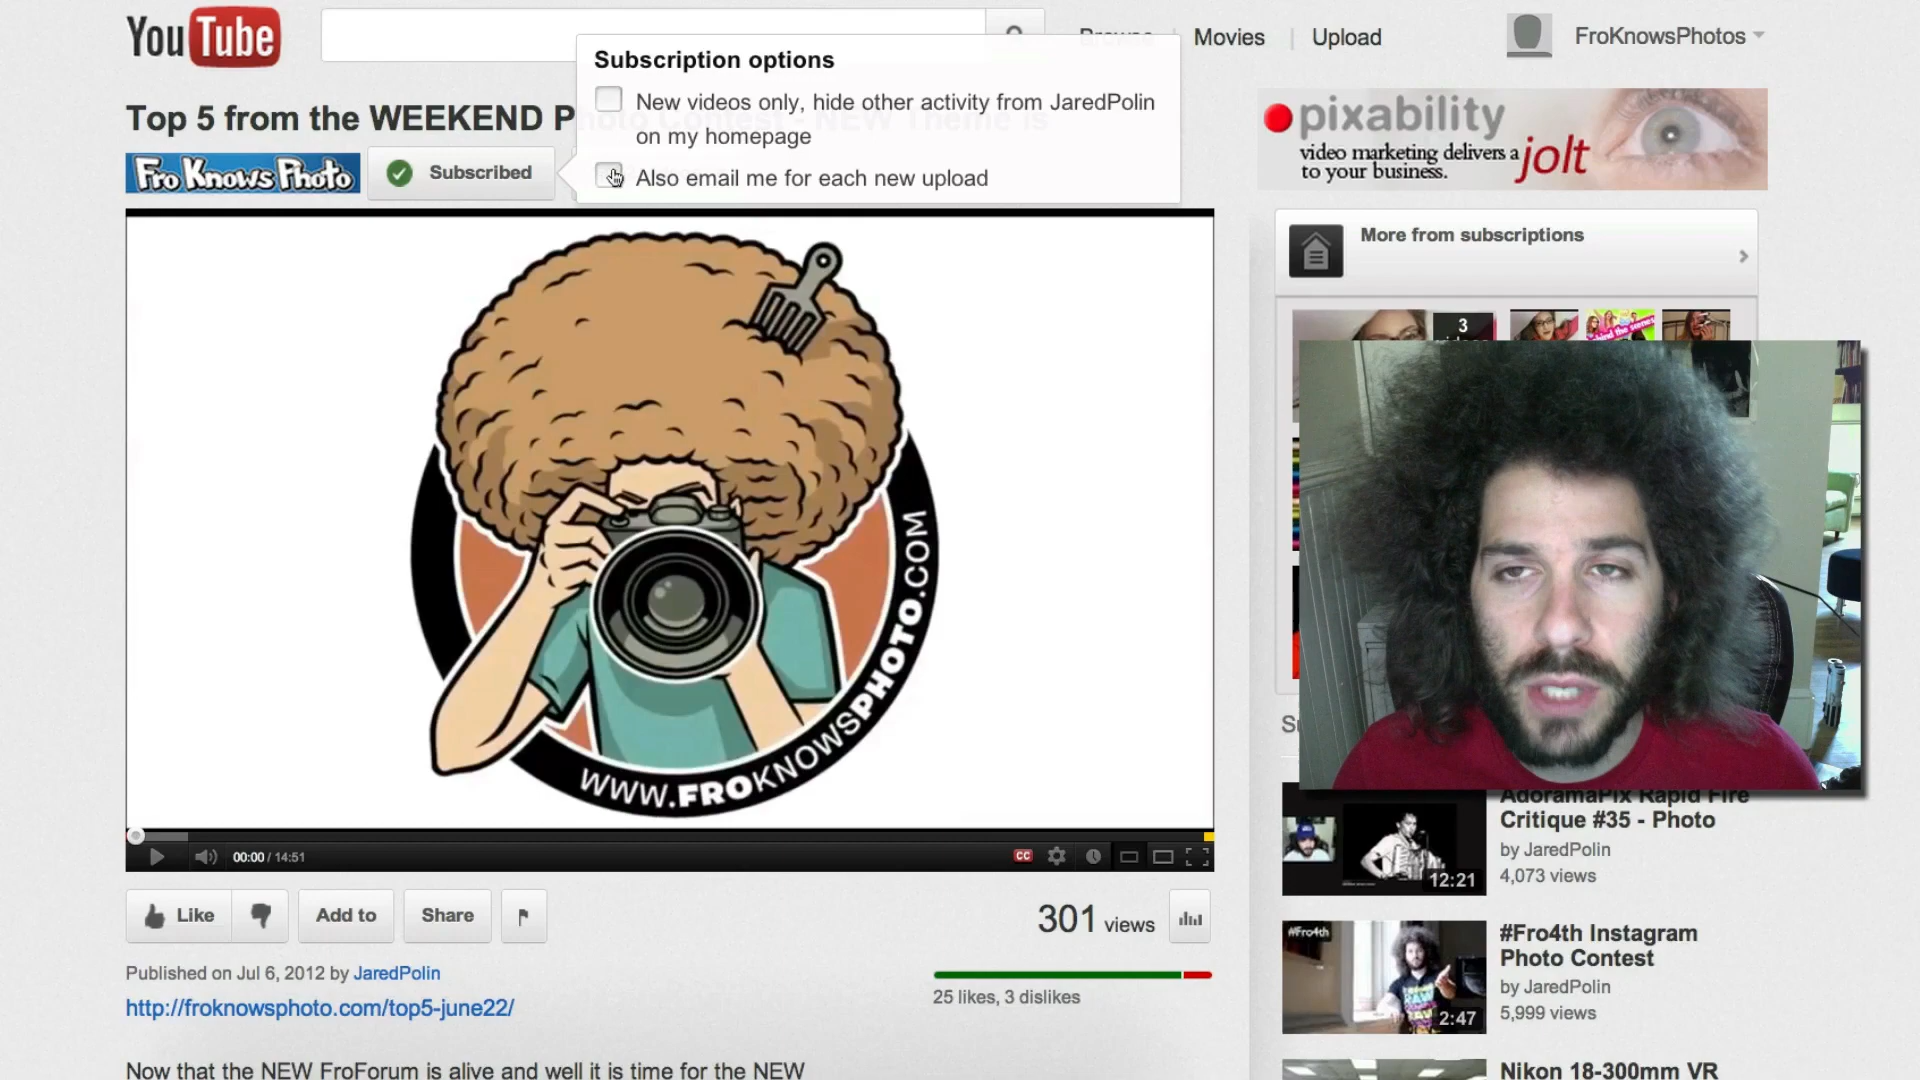 YouTube
Movies
Upload
FroKnowsPhotos
Subscription options
New videos only, hide other activity from JaredPolin
on my homepage
Also email me for each new upload
Top 5 from the WEEKEND P
Fro Knows Photo
Subscribed
pixability
video marketing delivers a jolt
to your business.
More from subscriptions
3
behind the scenes
WWW.FROKNOWSPHOTO.COM
00:00 / 14:51
CC
Like
Add to
Share
301 views
Published on Jul 6, 2012 by JaredPolin
25 likes, 3 dislikes
http://froknowsphoto.com/top5-june22/
Now that the NEW FroForum is alive and well it is time for the NEW
AdoramaPix Rapid Fire
Critique #35 - Photo
by JaredPolin
4,073 views
12:21
#Fro4th
#Fro4th Instagram
Photo Contest
by JaredPolin
5,999 views
2:47
Nikon 18-300mm VR